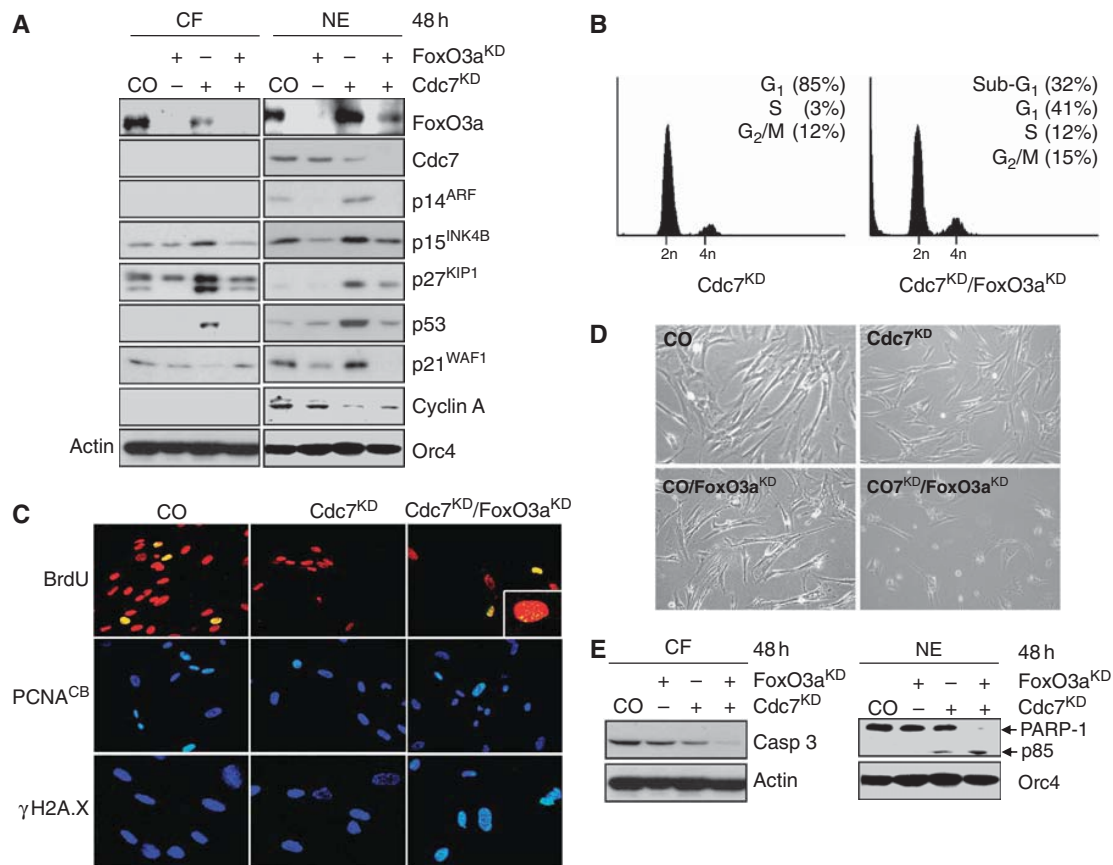 A
CF NE 48 h
+ – + + – + FoxO3a^KD
CO – + + CO – + + Cdc7^KD
FoxO3a
Cdc7
p14^ARF
p15^INK4B
p27^KIP1
p53
p21^WAF1
Cyclin A
Actin Orc4
B
G1 (85%)
S (3%)
G2/M (12%)
2n 4n
Cdc7^KD
Sub-G1 (32%)
G1 (41%)
S (12%)
G2/M (15%)
2n 4n
Cdc7^KD/FoxO3a^KD
C
CO Cdc7^KD Cdc7^KD/FoxO3a^KD
BrdU
PCNA^CB
γH2A.X
D
CO Cdc7^KD
CO/FoxO3a^KD CO7^KD/FoxO3a^KD
E
CF 48 h
+ – + FoxO3a^KD
CO – + + Cdc7^KD
Casp 3
Actin
NE 48 h
+ – + FoxO3a^KD
CO – + + Cdc7^KD
PARP-1
p85
Orc4